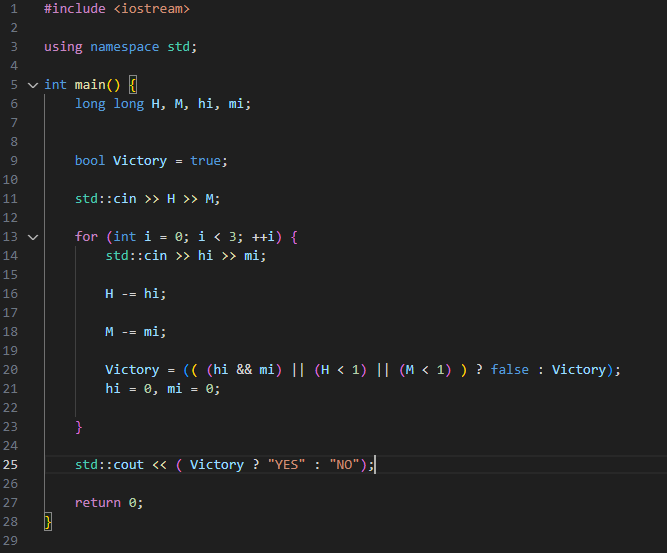 1 #include <iostream>
2
3 using namespace std;
4
5 int main() {
6     long long H, M, hi, mi;
7
8
9     bool Victory = true;
10
11     std::cin >> H >> M;
12
13     for (int i = 0; i < 3; ++i) {
14         std::cin >> hi >> mi;
15
16         H -= hi;
17
18         M -= mi;
19
20         Victory = (( (hi && mi) || (H < 1) || (M < 1) ) ? false : Victory);
21         hi = 0, mi = 0;
22
23     }
24
25     std::cout << ( Victory ? "YES" : "NO");
26
27     return 0;
28 }
29